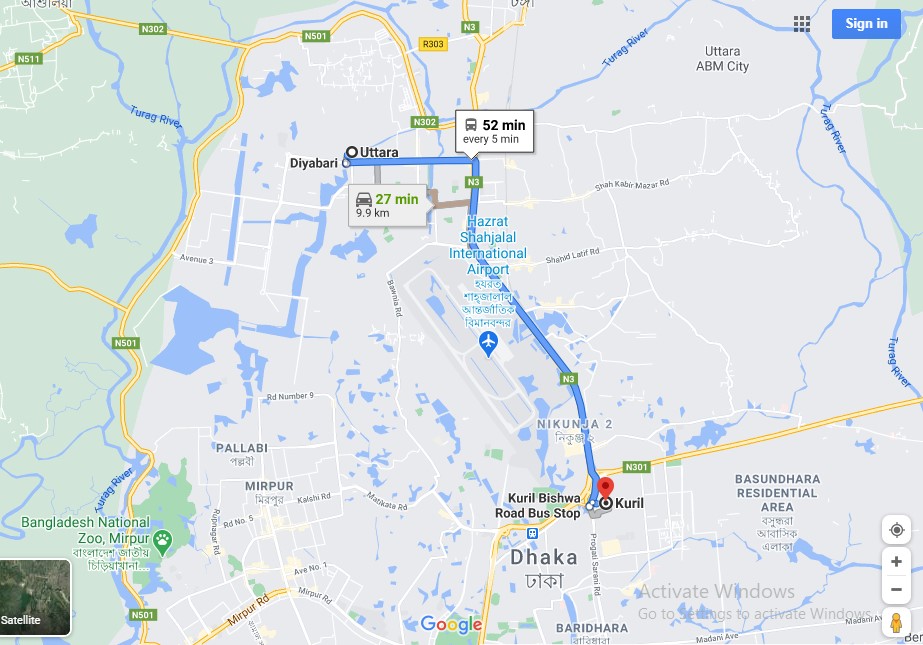 আশুলিয়া
N302
N501
N3
টঙ্গী
Sign in
N511
R303
Turag River
Uttara
ABM City
Turag River
N302
52 min
every 5 min
Turag River
Uttara
Diyabari
N3
Shah Kabir Mazar Rd
27 min
9.9 km
Hazrat
Shahjalal
International
Airport
হযরত
শাহ্‌জালাল
আন্তর্জাতিক
বিমানবন্দর
Avenue 3
Shahid Latif Rd
Bawnia Rd
N501
Turag River
N3
Rd Number 9
NIKUNJA 2
নিকুঞ্জ ২
PALLABI
পল্লবী
N301
MIRPUR
মিরপুর
Turag River
Kalshi Rd
Matikata Rd
Kuril Bishwa
Road Bus Stop
Kuril
BASUNDHARA
RESIDENTIAL
AREA
বসুন্ধরা
আবাসিক
এলাকা
Bangladesh National
Zoo, Mirpur
বাংলাদেশ জাতীয়
চিড়িয়াখানা...
Rd No. 5
Rupnagar Rd
Dhaka
ঢাকা
Progati Sarani Rd
Ave No. 1
Mirpur Rd
Mirpur Rd
Satellite
N501
Google
BARIDHARA
বারিধারা
Madani Ave
Madani Ave
Activate Windows
Go to Settings to activate Windows.